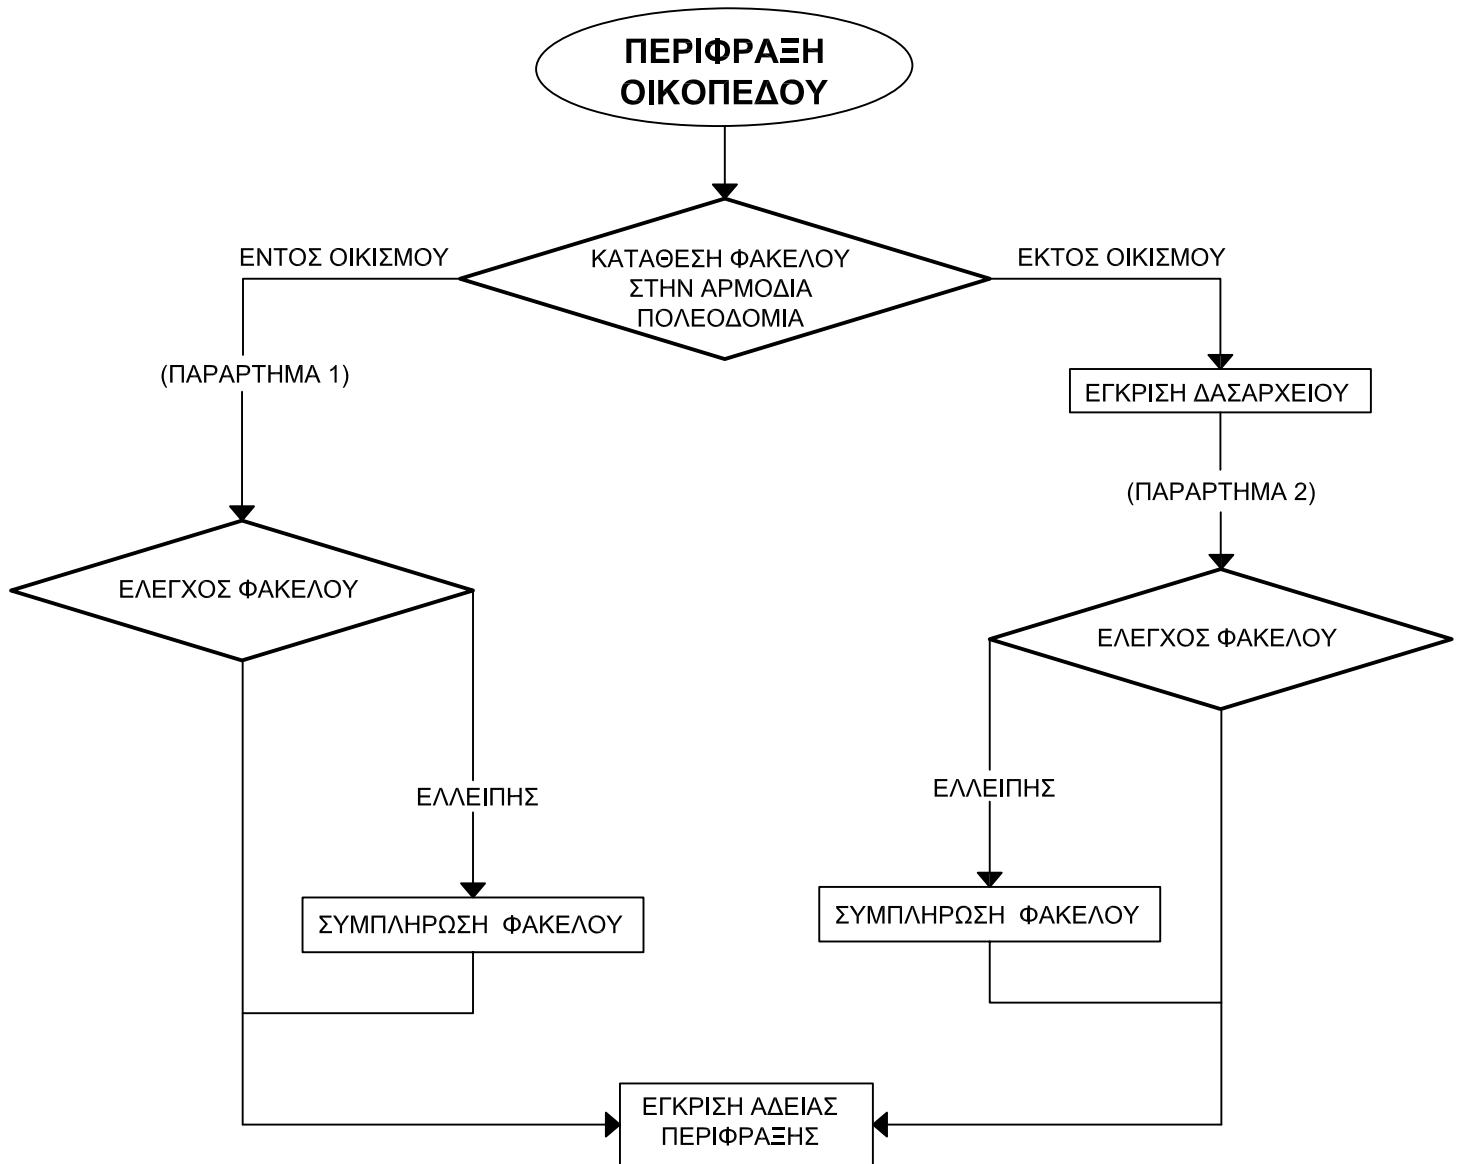 ΠΕΡΙΦΡΑΞΗ
ΟΙΚΟΠΕΔΟΥ
ΕΝΤΟΣ ΟΙΚΙΣΜΟΥ
ΚΑΤΑΘΕΣΗ ΦΑΚΕΛΟΥ
ΣΤΗΝ ΑΡΜΟΔΙΑ
ΠΟΛΕΟΔΟΜΙΑ
ΕΚΤΟΣ ΟΙΚΙΣΜΟΥ
(ΠΑΡΑΡΤΗΜΑ 1)
ΕΓΚΡΙΣΗ ΔΑΣΑΡΧΕΙΟΥ
(ΠΑΡΑΡΤΗΜΑ 2)
ΕΛΕΓΧΟΣ ΦΑΚΕΛΟΥ
ΕΛΕΓΧΟΣ ΦΑΚΕΛΟΥ
ΕΛΛΕΙΠΗΣ
ΕΛΛΕΙΠΗΣ
ΣΥΜΠΛΗΡΩΣΗ ΦΑΚΕΛΟΥ
ΣΥΜΠΛΗΡΩΣΗ ΦΑΚΕΛΟΥ
ΕΓΚΡΙΣΗ ΑΔΕΙΑΣ
ΠΕΡΙΦΡΑΞΗΣ